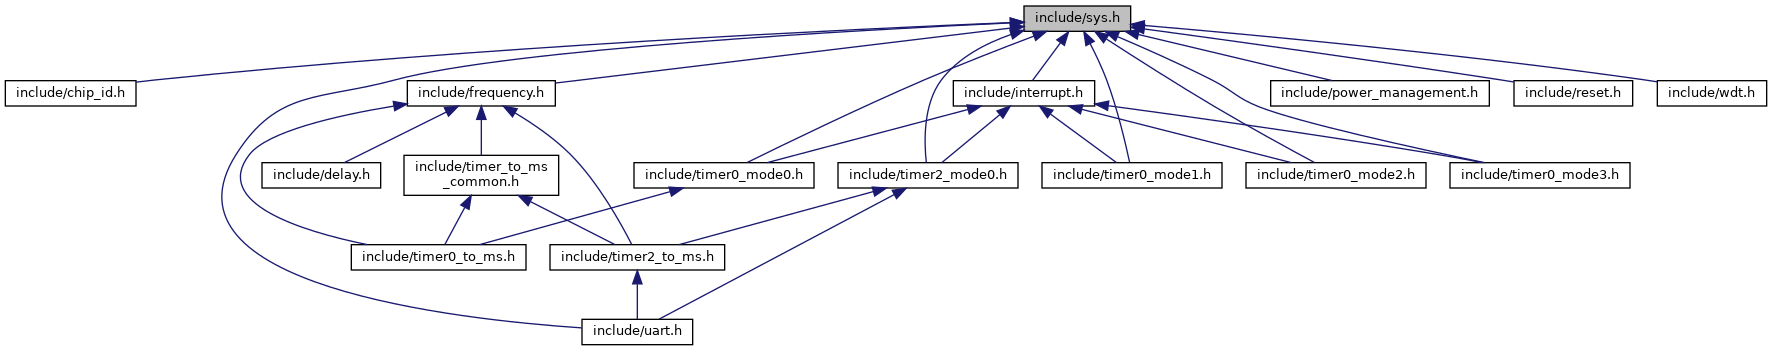 include/sys.h
include/chip_id.h
include/frequency.h
include/interrupt.h
include/power_management.h
include/reset.h
include/wdt.h
include/delay.h
include/timer_to_ms
_common.h
include/timer0_mode0.h
include/timer2_mode0.h
include/timer0_mode1.h
include/timer0_mode2.h
include/timer0_mode3.h
include/timer0_to_ms.h
include/timer2_to_ms.h
include/uart.h